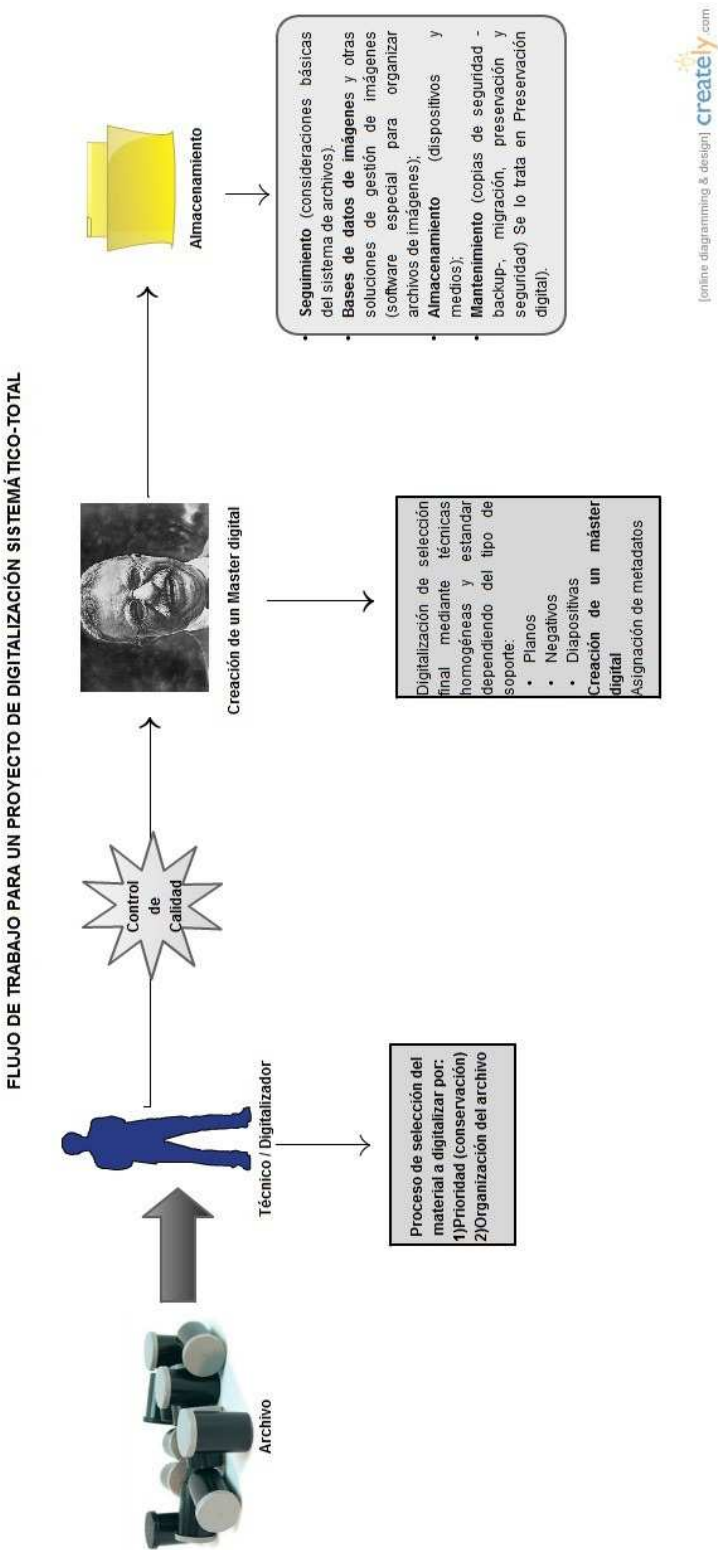 FLUJO DE TRABAJO PARA UN PROYECTO DE DIGITALIZACIÓN SISTEMÁTICO-TOTAL
Archivo
Técnico / Digitalizador
Proceso de selección del
material a digitalizar por:
1)Prioridad (conservación)
2)Organización del archivo
Control
de
Calidad
Creación de un Master digital
Digitalización de selección
final mediante técnicas
homogéneas y estandar
dependiendo del tipo de
soporte:
• Planos
• Negativos
• Diapositivas
Creación de un máster
digital
Asignación de metadatos
Almacenamiento
• Seguimiento (consideraciones básicas
del sistema de archivos).
• Bases de datos de imágenes y otras
soluciones de gestión de imágenes
(software especial para organizar
archivos de imágenes);
• Almacenamiento (dispositivos y
medios);
• Mantenimiento (copias de seguridad -
backup-, migración, preservación y
seguridad) Se lo trata en Preservación
digital).
[online diagramming & design] creately.com